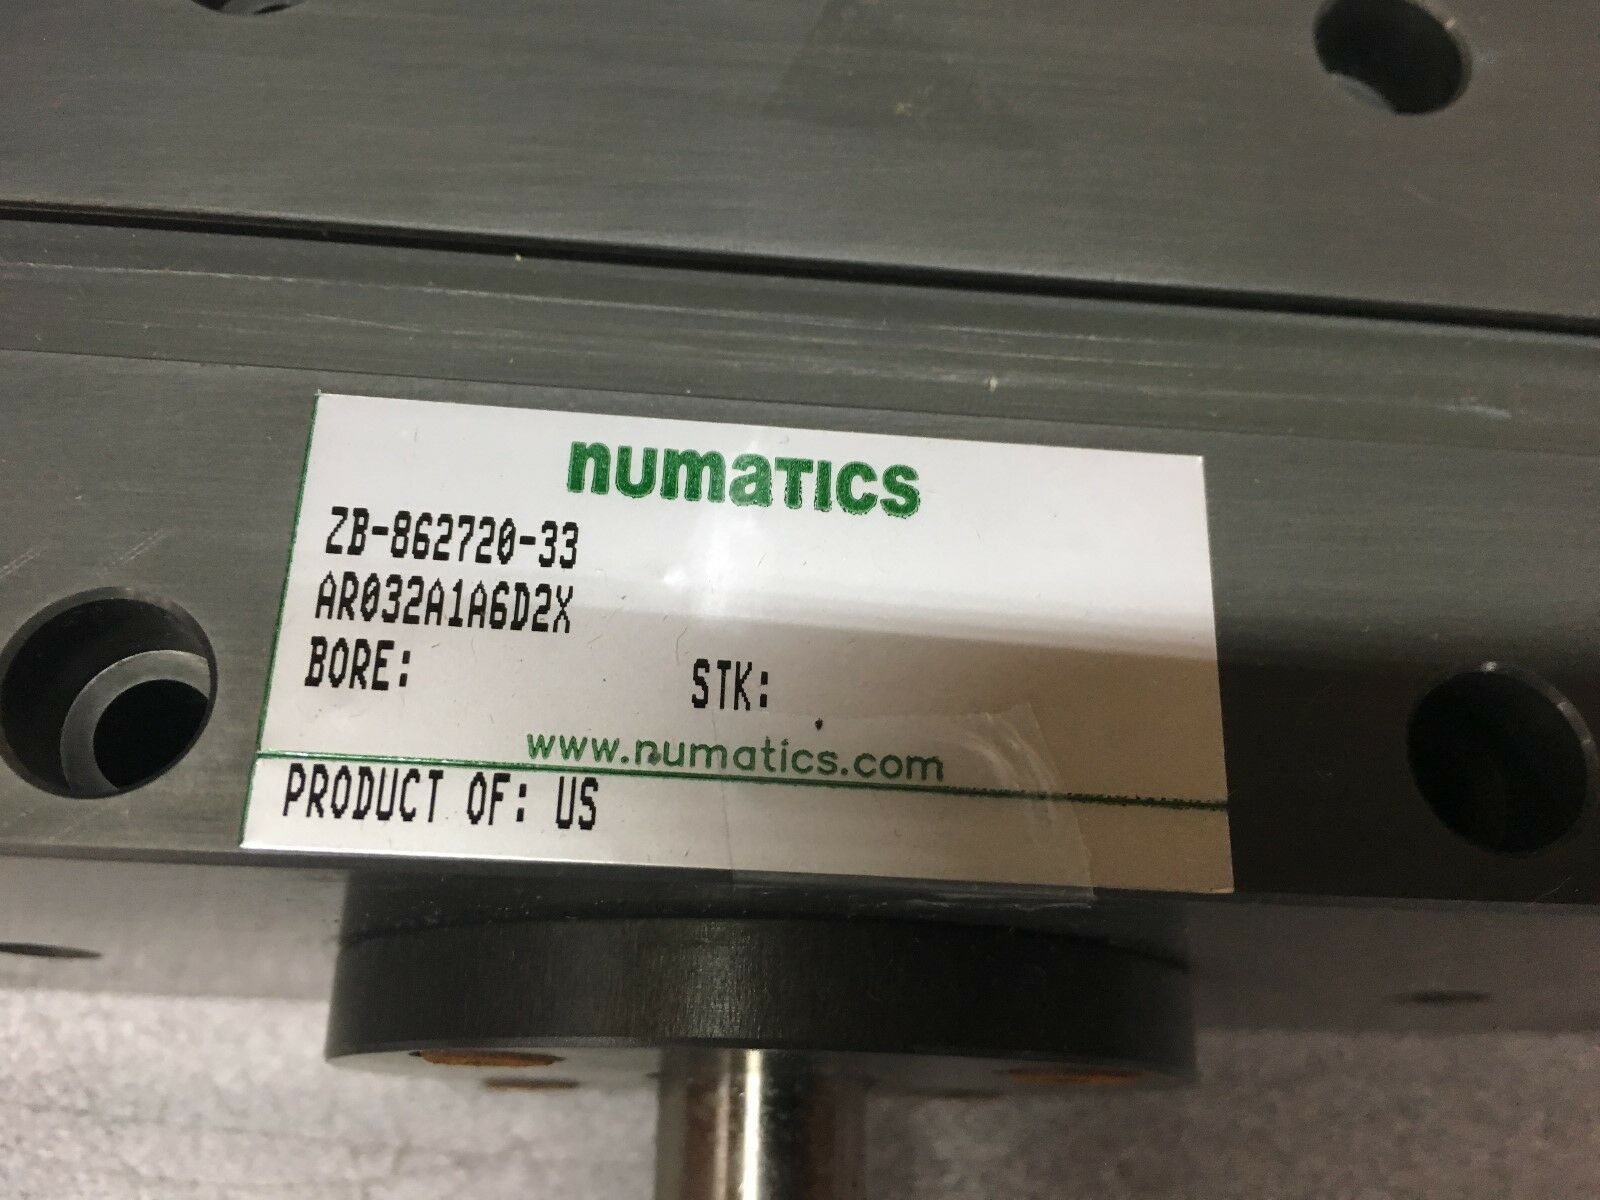 numatics
ZB-862720-33
AR032A1A6D2X
BORE: STK:
www.numatics.com
PRODUCT OF: US